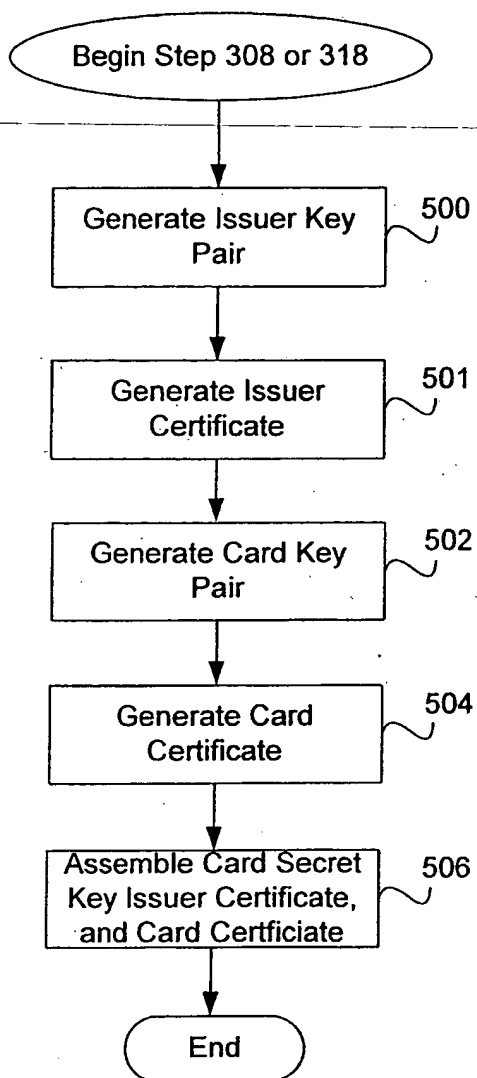 Begin Step 308 or 318
500
Generate Issuer Key
Pair
501
Generate Issuer
Certificate
502
Generate Card Key
Pair
504
Generate Card
Certificate
506
Assemble Card Secret
Key Issuer Certificate,
and Card Certficiate
End